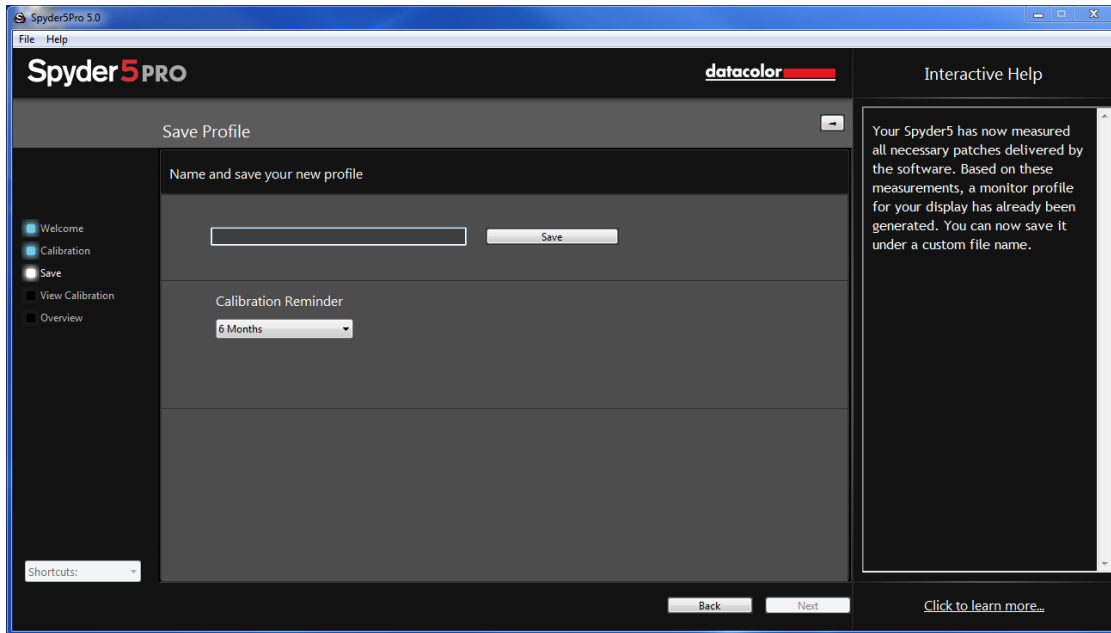 Spyder5Pro 5.0
File Help
Spyder5PRO
datacolor
Interactive Help
Save Profile
Name and save your new profile
Save
Calibration Reminder
6 Months
Welcome
Calibration
Save
View Calibration
Overview
Shortcuts:
Back
Next
Your Spyder5 has now measured
all necessary patches delivered by
the software. Based on these
measurements, a monitor profile
for your display has already been
generated. You can now save it
under a custom file name.
Click to learn more...